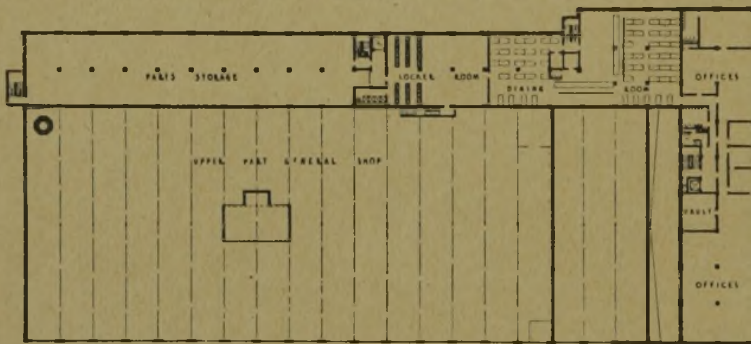 OFFICES
PARTS STORAGE
LOCKER ROOM
DINING ROOM
UPPER PART GENERAL SHOP
VAULT
OFFICES